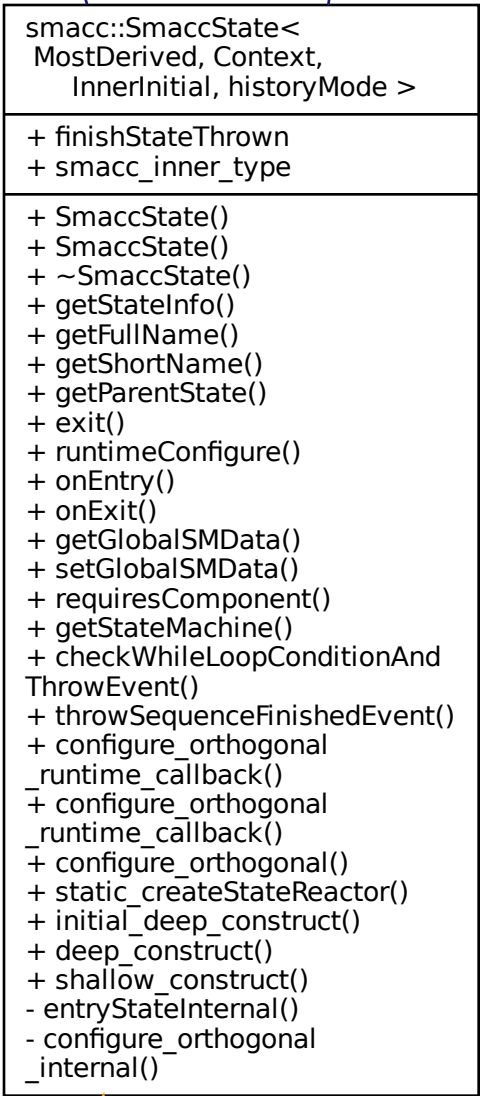 smacc::SmaccState<
MostDerived, Context,
InnerInitial, historyMode >
+ finishStateThrown
+ smacc_inner_type
+ SmaccState()
+ SmaccState()
+ ~SmaccState()
+ getStateInfo()
+ getFullName()
+ getShortName()
+ getParentState()
+ exit()
+ runtimeConfigure()
+ onEntry()
+ onExit()
+ getGlobalSMData()
+ setGlobalSMData()
+ requiresComponent()
+ getStateMachine()
+ checkWhileLoopConditionAnd
ThrowEvent()
+ throwSequenceFinishedEvent()
+ configure_orthogonal
_runtime_callback()
+ configure_orthogonal
_runtime_callback()
+ configure_orthogonal()
+ static_createStateReactor()
+ initial_deep_construct()
+ deep_construct()
+ shallow_construct()
- entryStateInternal()
- configure_orthogonal
_internal()